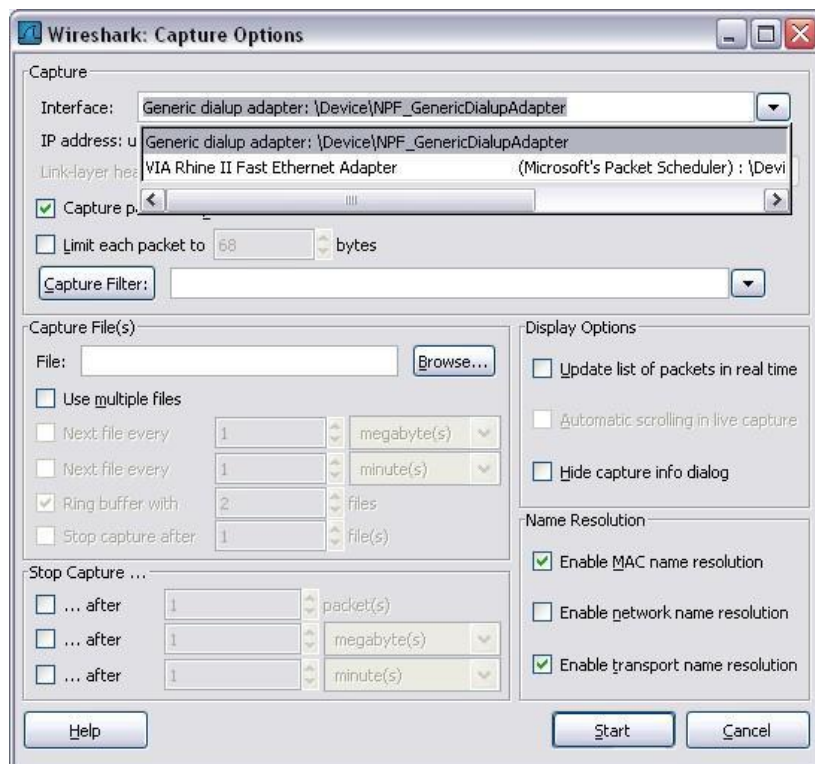 Wireshark: Capture Options
Capture
Interface: Generic dialup adapter: \Device\NPF_GenericDialupAdapter
IP address: u
Generic dialup adapter: \Device\NPF_GenericDialupAdapter
Link-layer hea
VIA Rhine II Fast Ethernet Adapter (Microsoft's Packet Scheduler) : \Devi
Capture p
Limit each packet to 68 bytes
Capture Filter:
Capture File(s)
File: Browse...
Use multiple files
Next file every 1 megabyte(s)
Next file every 1 minute(s)
Ring buffer with 2 files
Stop capture after 1 file(s)
Stop Capture ...
... after 1 packet(s)
... after 1 megabyte(s)
... after 1 minute(s)
Display Options
Update list of packets in real time
Automatic scrolling in live capture
Hide capture info dialog
Name Resolution
Enable MAC name resolution
Enable network name resolution
Enable transport name resolution
Help Start Cancel